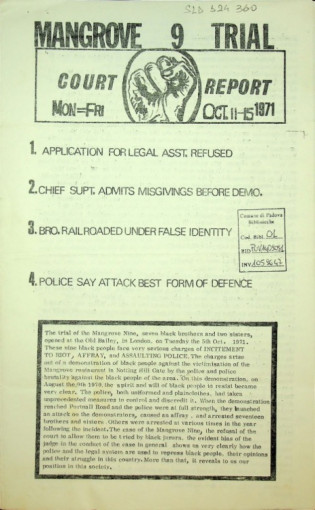 SLD 329 360
MANGROVE 9 TRIAL
COURT REPORT
MON=FRI OCT. 11-15 1971
1. APPLICATION FOR LEGAL ASST. REFUSED
2. CHIEF SUPT. ADMITS MISGIVINGS BEFORE DEMO.
3. BRO. RAILROADED UNDER FALSE IDENTITY
Comune di Padova
Biblioteche
Cod. BIBL OL
BID
INV
4. POLICE SAY ATTACK BEST FORM OF DEFENCE
The trial of the Mangrove Nine, seven black brothers and two sisters,
opened at the Old Bailey, in London, on Tuesday the 5th Oct. 1971.
These nine black people face very serious charges of INCITEMENT
TO RIOT, AFFRAY, and ASSAULTING POLICE. The charges arise
out of a demonstration of black people against the victimisation of the
Mangrove restaurant in Notting Hill Gate by the police and police
brutality against the black people of the area. On this demonstration, on
August the 9th 1970 the spirit and will of black people to resist became
very clear. The police, both uniformed and plainclothes, had taken
unprecedented measures to control and discredit it. When the demonstration
reached Portnall Road and the police were at full strength, they launched
an attack on the demonstrators, caused an affray, and arrested seventeen
brothers and sisters. Others were arrested at various times in the year
following the incident. The case of the Mangrove Nine, the refusal of the
court to allow them to be tried by black jurors, the evident bias of the
judge in the conduct of the case in general shows us very clearly how the
police and the legal system are used to repress black people, their opinions
and their struggle in this country. More than that, it reveals to us our
position in this society.